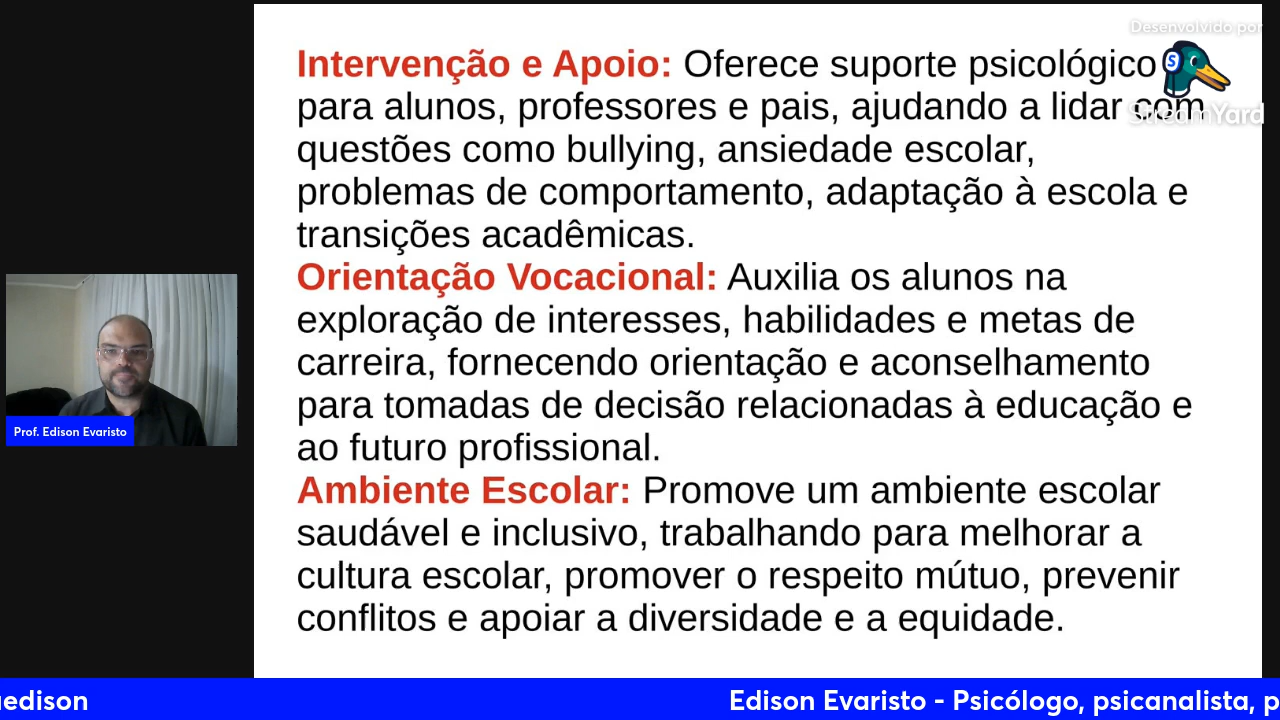 Desenvolvido por
StreamYard
Intervenção e Apoio: Oferece suporte psicológico
para alunos, professores e pais, ajudando a lidar com
questões como bullying, ansiedade escolar,
problemas de comportamento, adaptação à escola e
transições acadêmicas.
Orientação Vocacional: Auxilia os alunos na
exploração de interesses, habilidades e metas de
carreira, fornecendo orientação e aconselhamento
para tomadas de decisão relacionadas à educação e
ao futuro profissional.
Ambiente Escolar: Promove um ambiente escolar
saudável e inclusivo, trabalhando para melhorar a
cultura escolar, promover o respeito mútuo, prevenir
conflitos e apoiar a diversidade e a equidade.
Prof. Edison Evaristo
edison
Edison Evaristo - Psicólogo, psicanalista, p